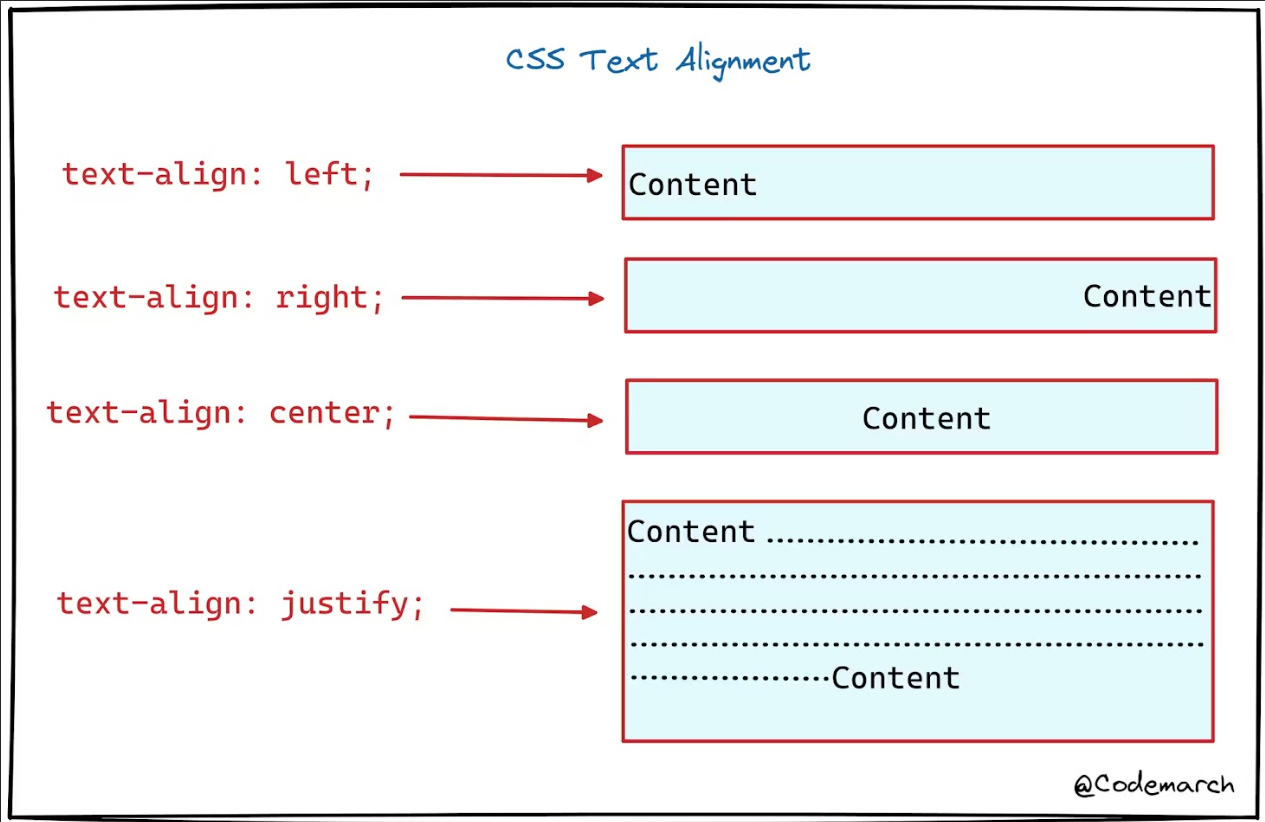 CSS Text Alignment
text-align: left;
Content
text-align: right;
Content
text-align: center;
Content
text-align: justify;
Content ...........................................
.........................................................
.........................................................
.........................................................
....................Content
@Codemarch